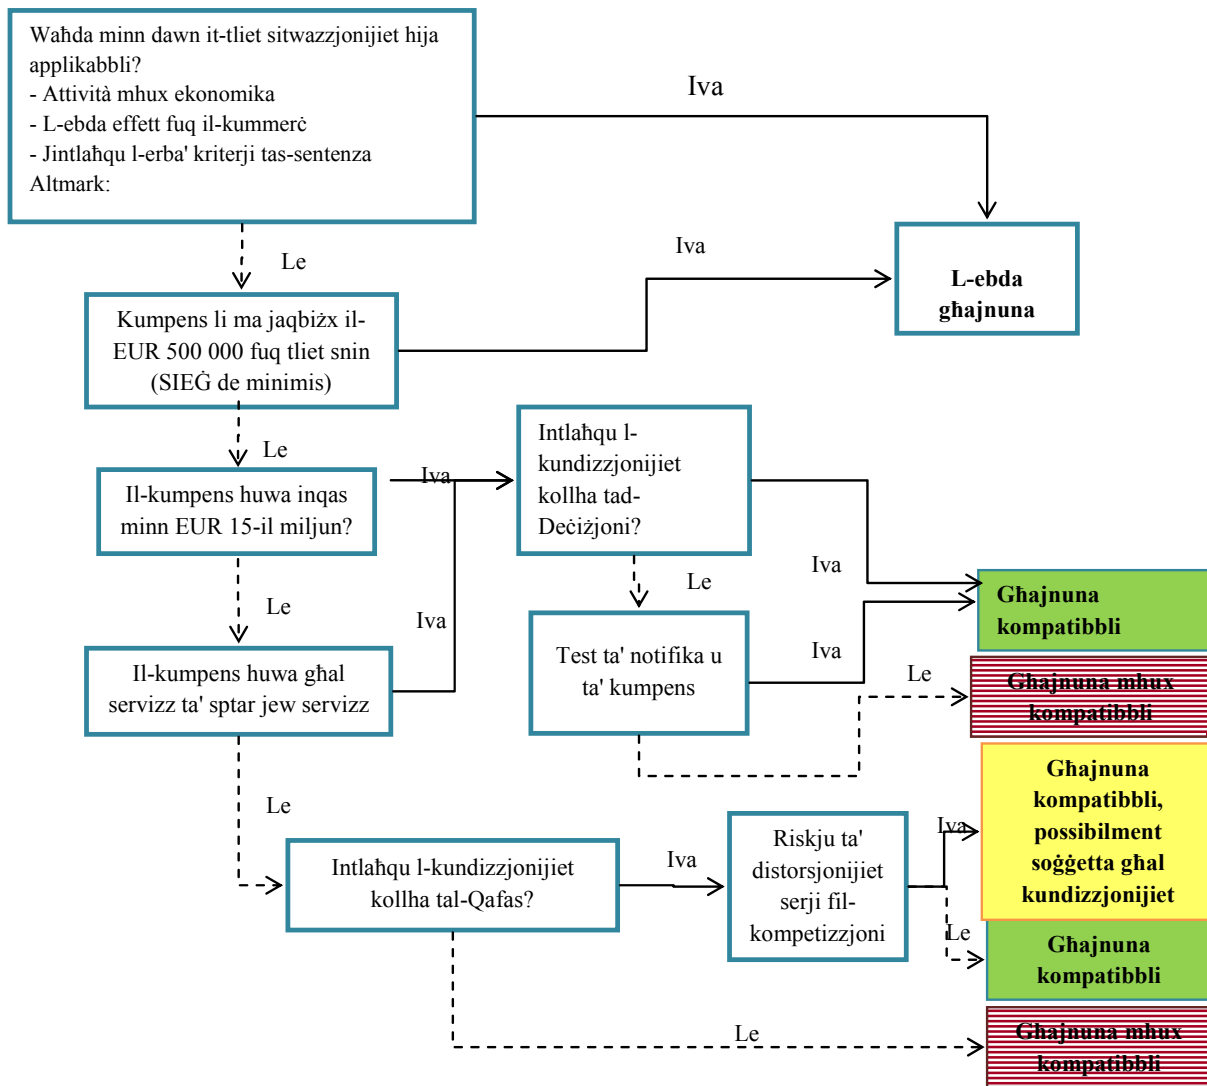 Waħda minn dawn it-tliet sitwazzjonijiet hija
applikabbli?
- Attività mhux ekonomika
- L-ebda effett fuq il-kummerċ
- Jintlaħqu l-erba' kriterji tas-sentenza
Altmark:
Iva
Le
Iva
L-ebda
għajnuna
Kumpens li ma jaqbiżx il-
EUR 500 000 fuq tliet snin
(SIEĠ de minimis)
Le
Il-kumpens huwa inqas
minn EUR 15-il miljun?
Iva
Intlaħqu l-
kundizzjonijiet
kollha tad-
Deċiżjoni?
Iva
Le
Le
Iva
Għajnuna
kompatibbli
Il-kumpens huwa għal
servizz ta' sptar jew servizz
Test ta' notifika u
ta' kumpens
Iva
Le
Għajnuna mhux
kompatibbli
Le
Intlaħqu l-kundizzjonijiet
kollha tal-Qafas?
Iva
Riskju ta'
distorsjonijiet
serji fil-
kompetizzjoni
Iva
Għajnuna
kompatibbli,
possibilment
soġġetta għal
kundizzjonijiet
Le
Għajnuna
kompatibbli
Le
Għajnuna mhux
kompatibbli